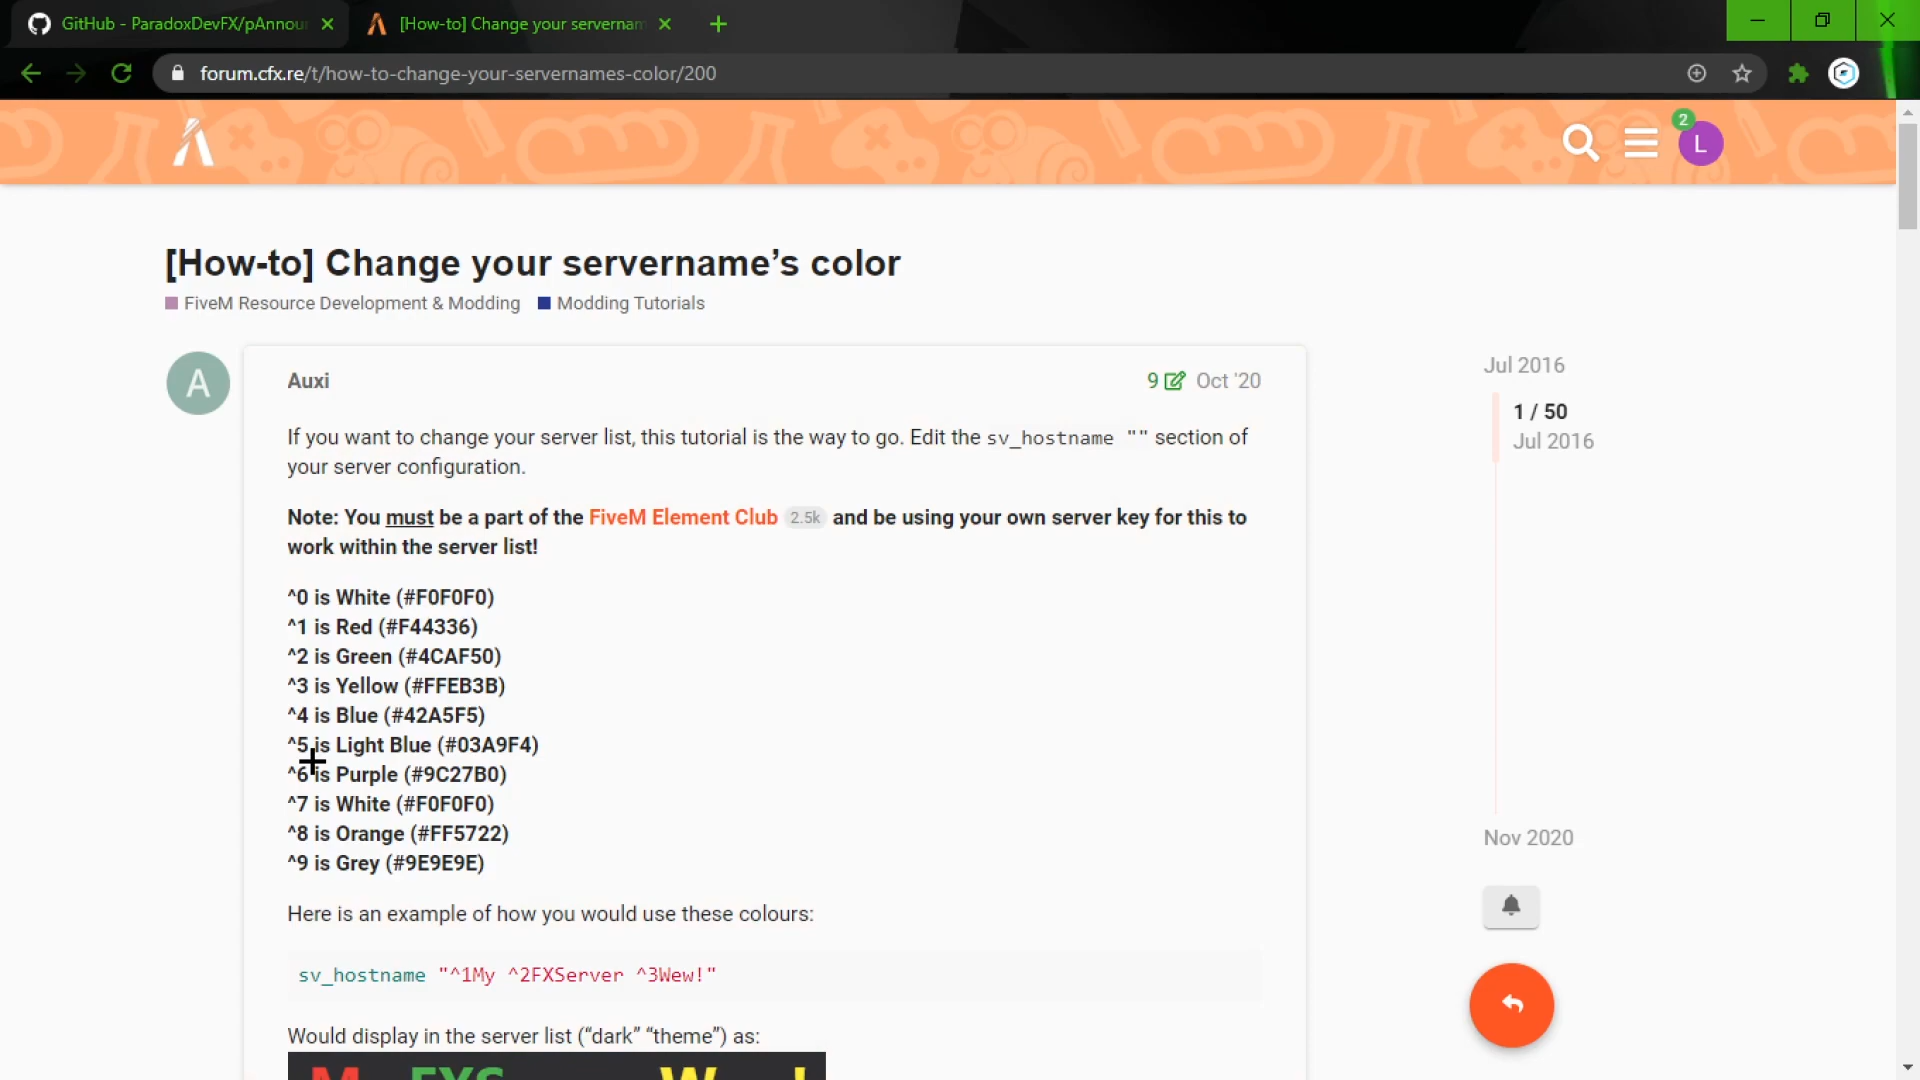 GitHub - ParadoxDevFX/pAnnou
[How-to] Change your servernam
forum.cfx.re/t/how-to-change-your-servernames-color/200
2
L
[How-to] Change your servername’s color
FiveM Resource Development & Modding Modding Tutorials
A
Auxi
9 Oct '20
If you want to change your server list, this tutorial is the way to go. Edit the sv_hostname "" section of
your server configuration.
Note: You must be a part of the FiveM Element Club 2.5k and be using your own server key for this to
work within the server list!
^0 is White (#F0F0F0)
^1 is Red (#F44336)
^2 is Green (#4CAF50)
^3 is Yellow (#FFEB3B)
^4 is Blue (#42A5F5)
^5 is Light Blue (#03A9F4)
^6 is Purple (#9C27B0)
^7 is White (#F0F0F0)
^8 is Orange (#FF5722)
^9 is Grey (#9E9E9E)
Here is an example of how you would use these colours:
sv_hostname "^1My ^2FXServer ^3Wew!"
Would display in the server list (“dark” “theme”) as:
Jul 2016
1 / 50
Jul 2016
Nov 2020